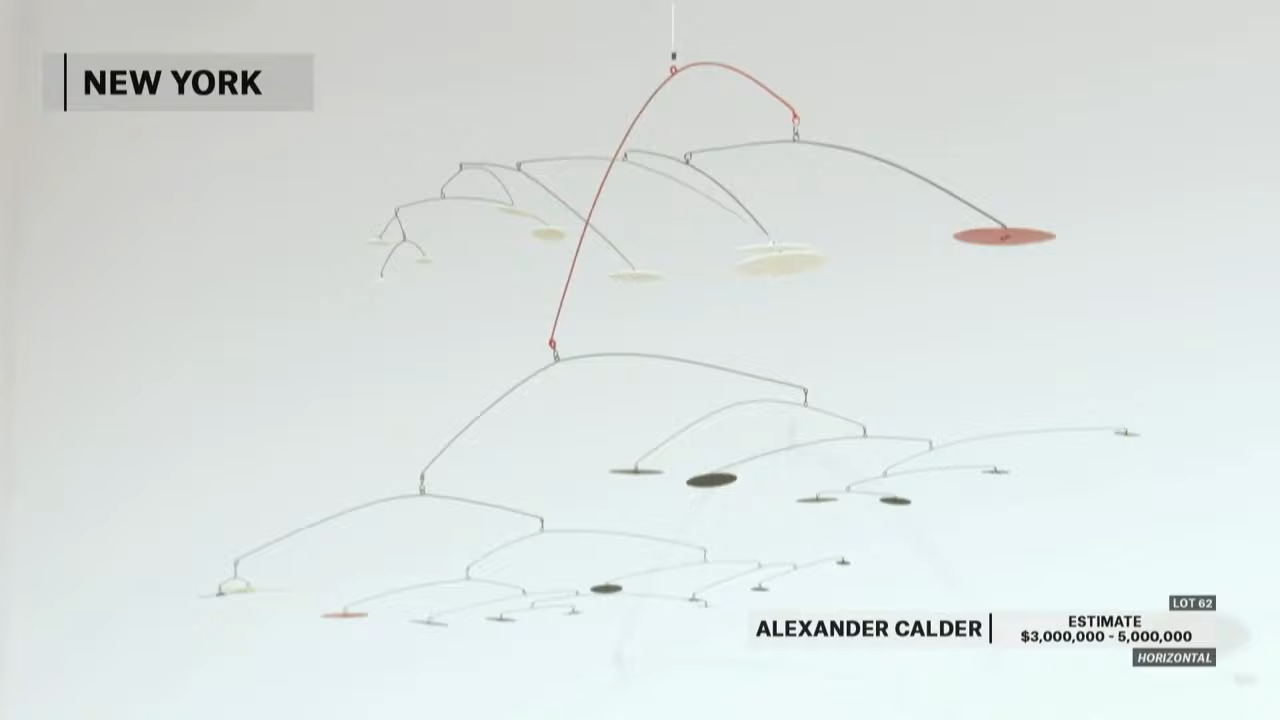 NEW YORK
LOT 62
ALEXANDER CALDER
ESTIMATE
$3,000,000 - 5,000,000
HORIZONTAL